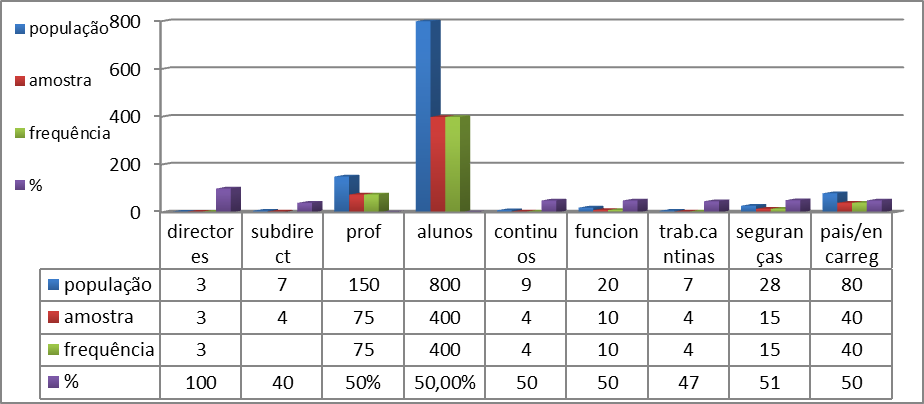 800
600
400
200
0
população
amostra
frequência
%
director
es
subdirect
prof
alunos
continu
os
funcion
trab.ca
ntinas
seguran
ças
pais/en
carreg
população 3 7 150 800 9 20 7 28 80
amostra 3 4 75 400 4 10 4 15 40
frequência 3 75 400 4 10 4 15 40
% 100 40 50% 50,00% 50 50 47 51 50